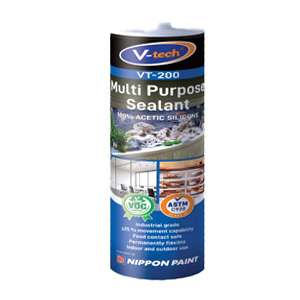 V-tech
VT-200
Multi Purpose
Sealant
100% ACETIC SILICONE
VOC
ASTM
C920
Industrial grade
±25 % movement capability
Food contact safe
Permanently flexible
Indoor and outdoor use
NIPPON PAINT